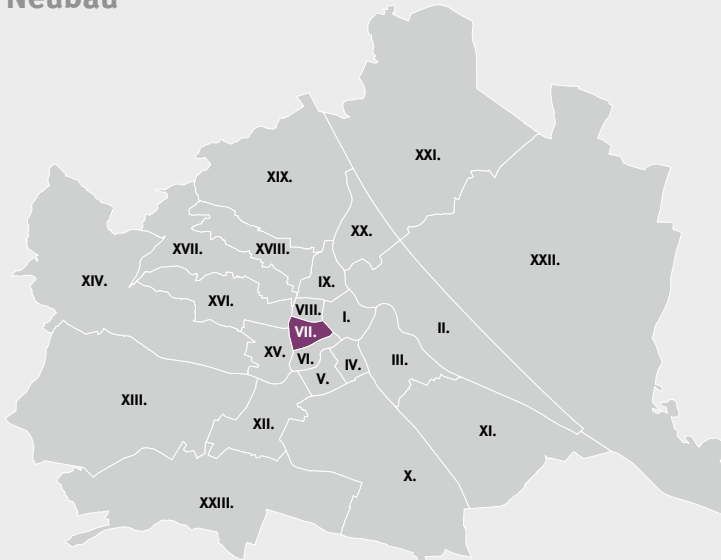 Neubau
XXI.
XIX.
XX.
XVII.
XVIII.
XXII.
XIV.
IX.
XVI.
VIII.
I.
II.
VII.
XV.
VI.
IV.
III.
V.
XIII.
XII.
XI.
X.
XXIII.